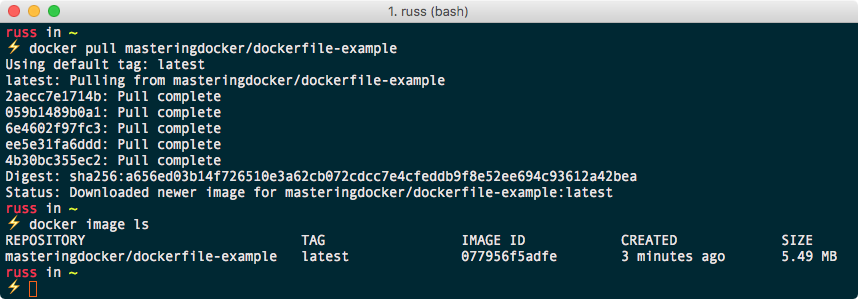 1. russ (bash)
russ in ~
⚡ docker pull masteringdocker/dockerfile-example
Using default tag: latest
latest: Pulling from masteringdocker/dockerfile-example
2aecc7e1714b: Pull complete
059b1489b0a1: Pull complete
6e4602f97fc3: Pull complete
ee5e31fa6ddd: Pull complete
4b30bc355ec2: Pull complete
Digest: sha256:a656ed03b14f726510e3a62cb072cdcc7e4cfeddb9f8e52ee694c93612a42bea
Status: Downloaded newer image for masteringdocker/dockerfile-example:latest
russ in ~
⚡ docker image ls
REPOSITORY TAG IMAGE ID CREATED SIZE
masteringdocker/dockerfile-example latest 077956f5adfe 3 minutes ago 5.49 MB
russ in ~
⚡